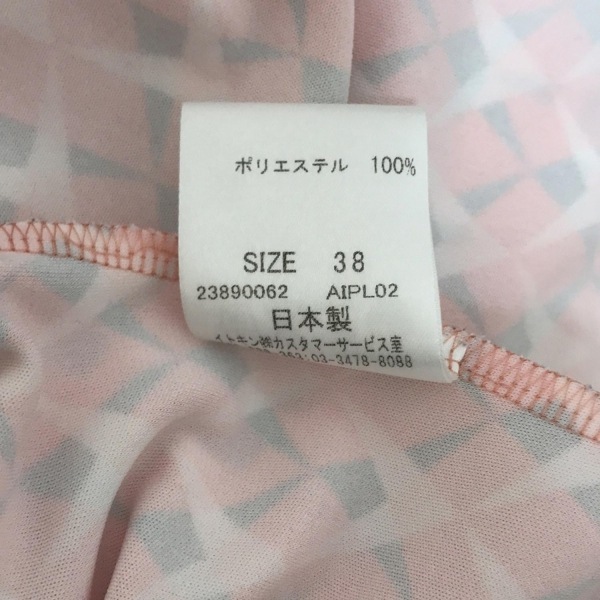 ポリエステル 100%
SIZE 38
23890062 AIPL02
日本製
イトキン㈱カスタマーサービス室
03-3478-8088